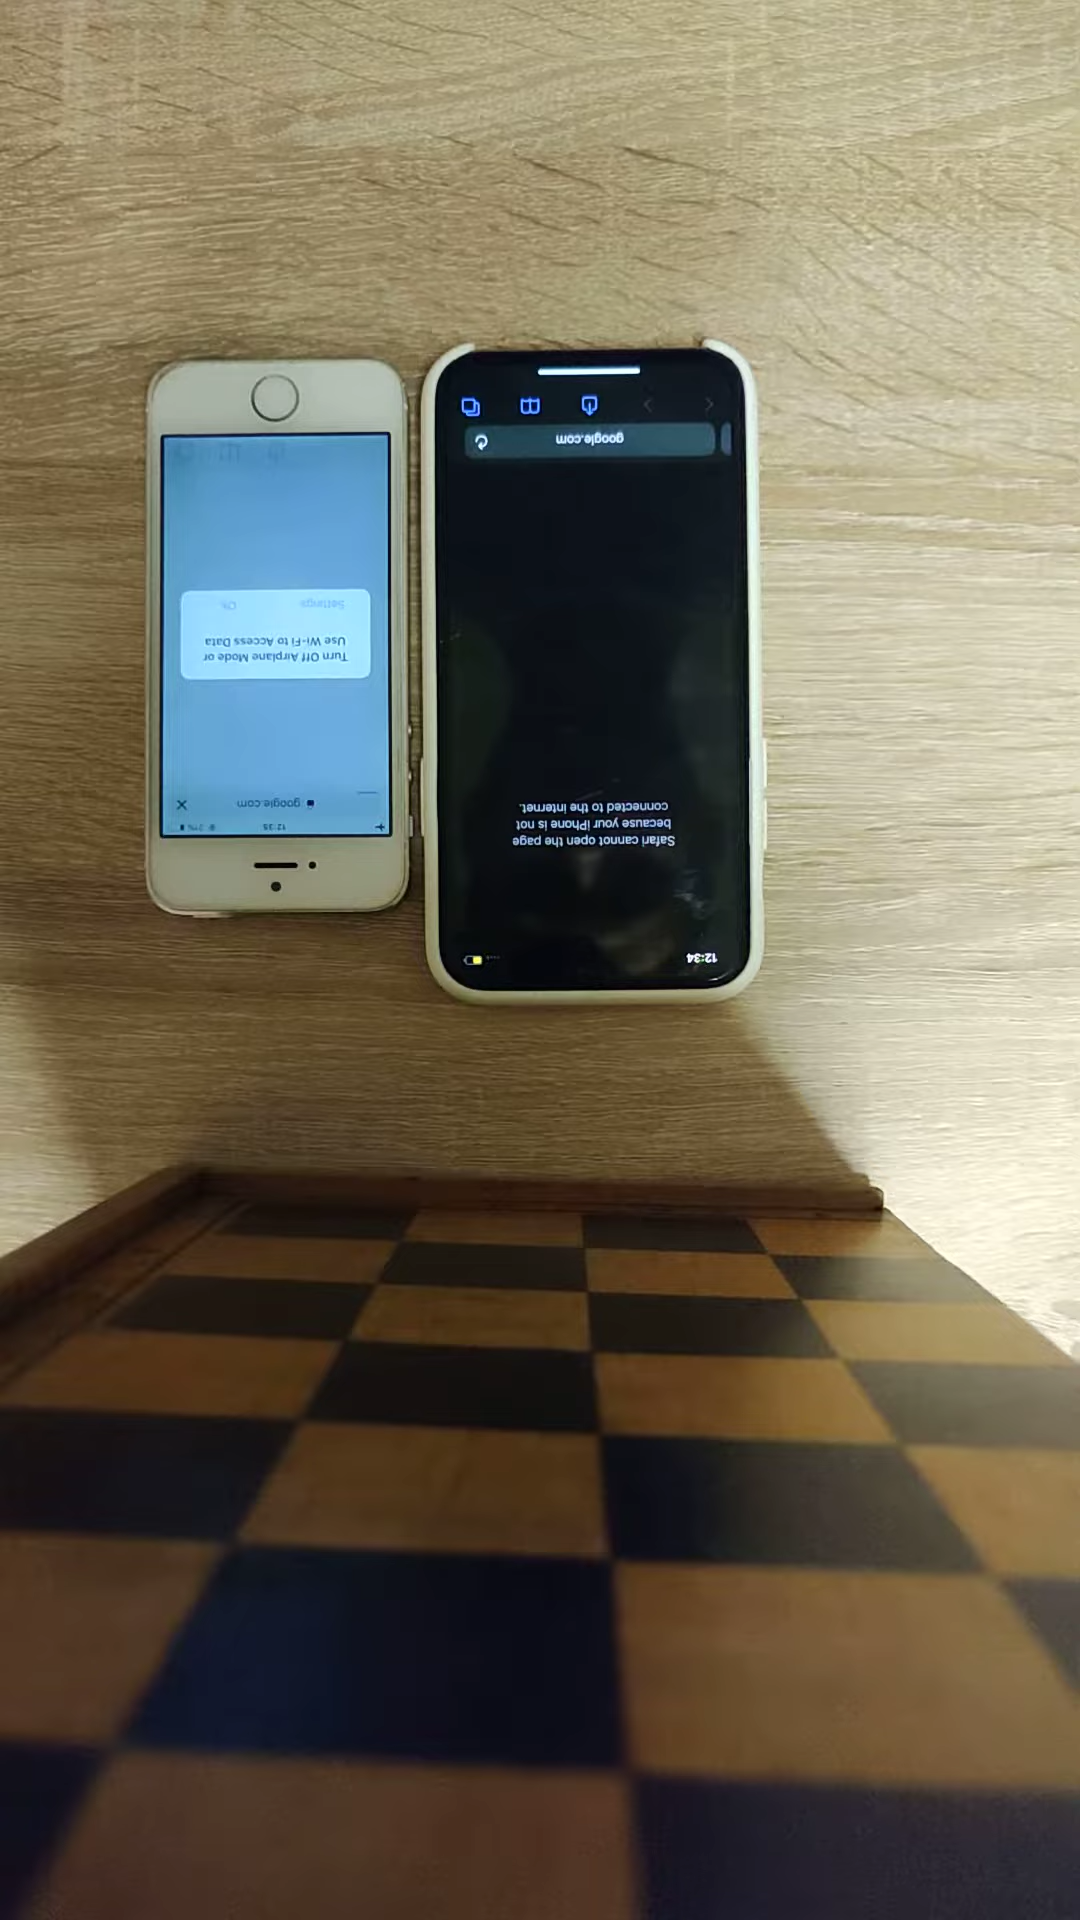 12:34
Safari cannot open the page
because your iPhone is not
connected to the internet.
google.com
12:35
21%
google.com
Turn Off Airplane Mode or
Use Wi-Fi to Access Data
Settings
OK